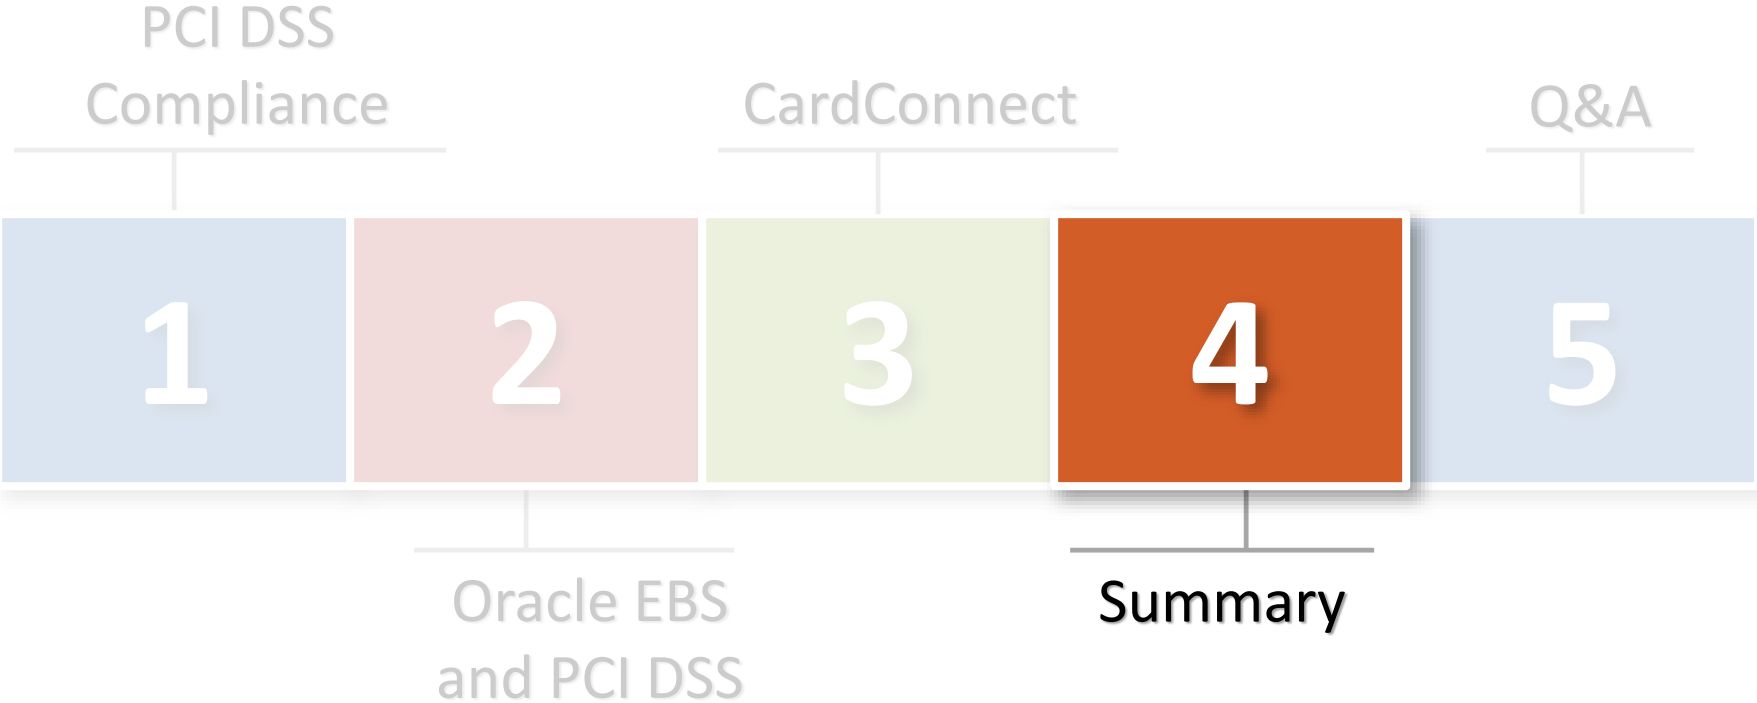 PCI DSS
Compliance
CardConnect
Q&A
1
2
3
4
5
Oracle EBS
and PCI DSS
Summary